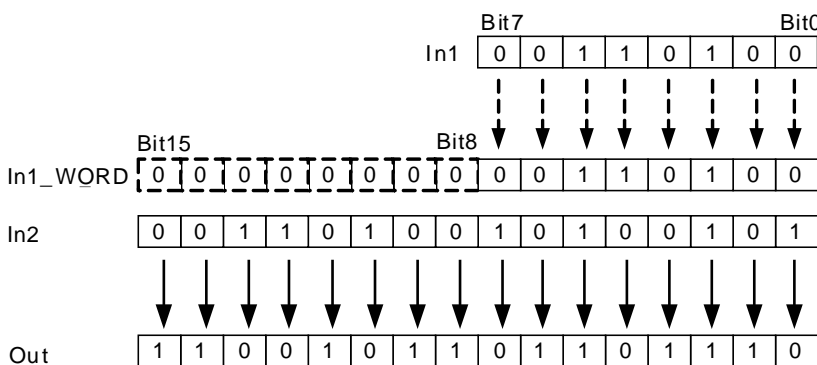 Bit7 Bit0
In1 0 0 1 1 0 1 0 0
Bit15 Bit8
In1_WORD 0 0 0 0 0 0 0 0 0 0 1 1 0 1 0 0
In2 0 0 1 1 0 1 0 0 1 0 1 0 0 1 0 1
Out 1 1 0 0 1 0 1 1 0 1 1 0 1 1 1 0